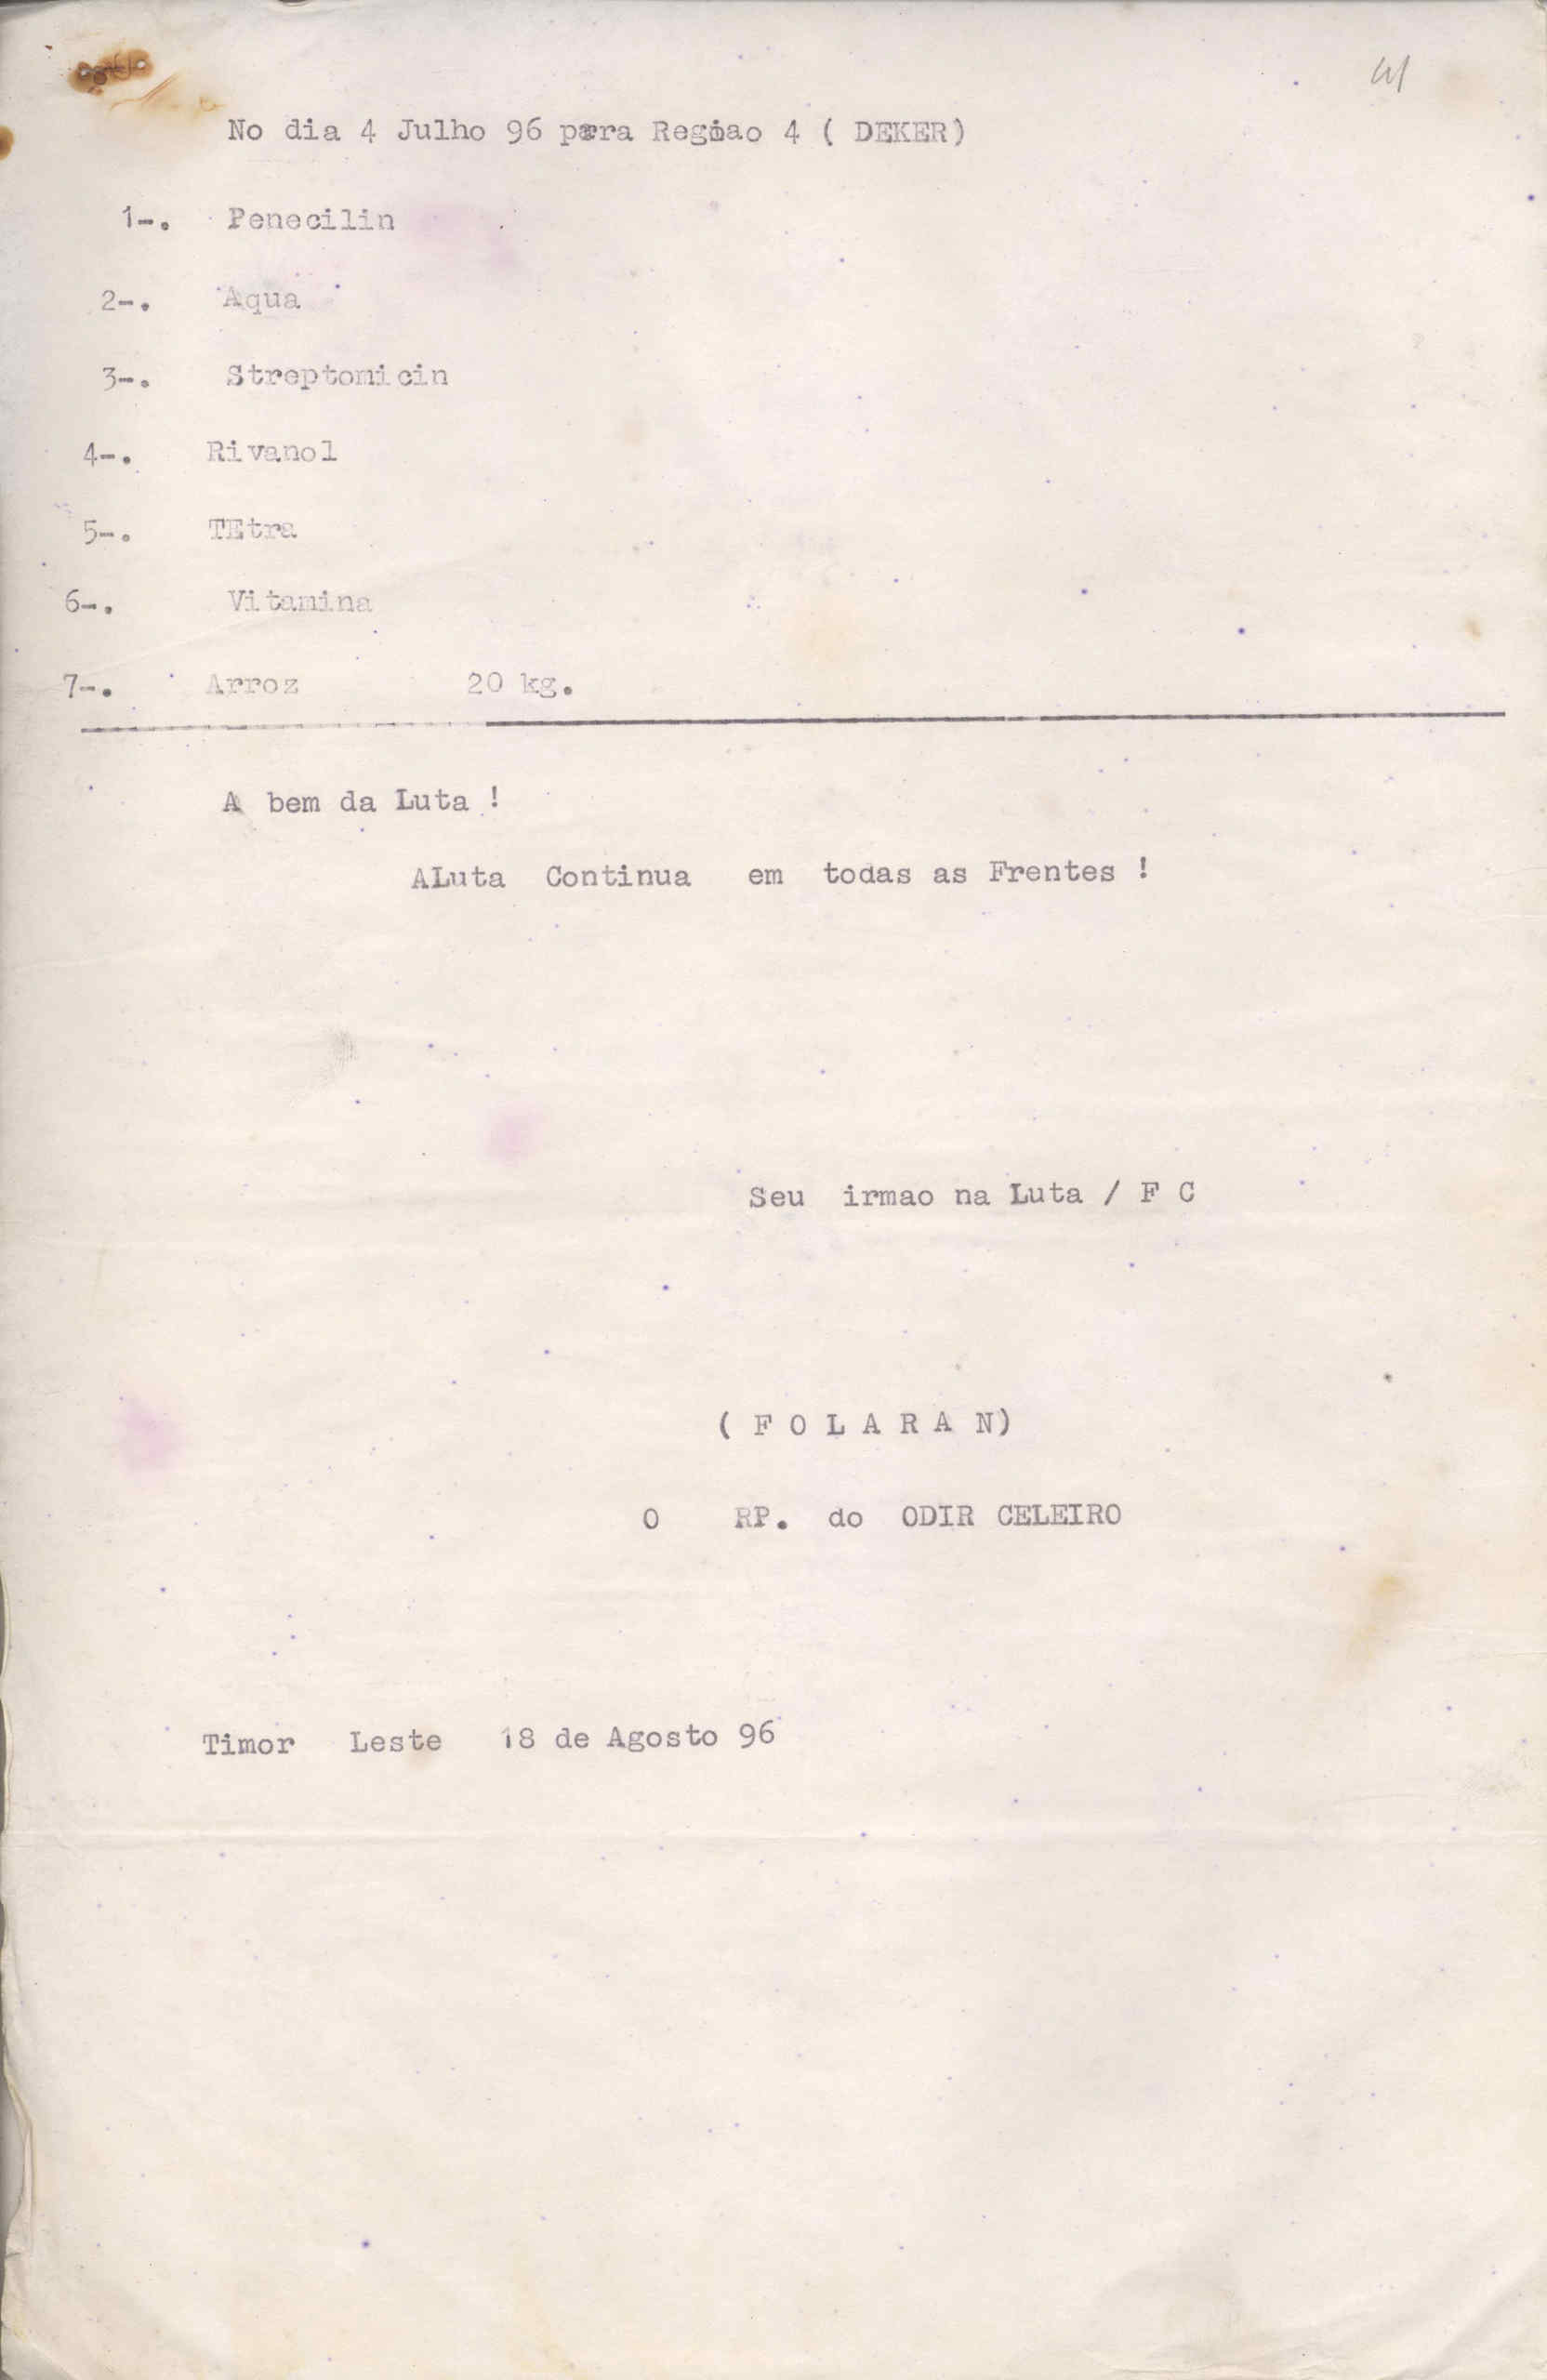 No dia 4 Julho 96 para Regiao 4 ( DEKER)
1-. Penecilin
2-. Aqua
3-. Streptomicin
4-. Rivanol
5-. TEtra
6-. Vitamina
7-. Arroz 20 kg.
A bem da Luta !
ALuta Continua em todas as Frentes !
Seu irmao na Luta / F C
( F O L A R A N)
O RP. do ODIR CELEIRO
Timor Leste 18 de Agosto 96